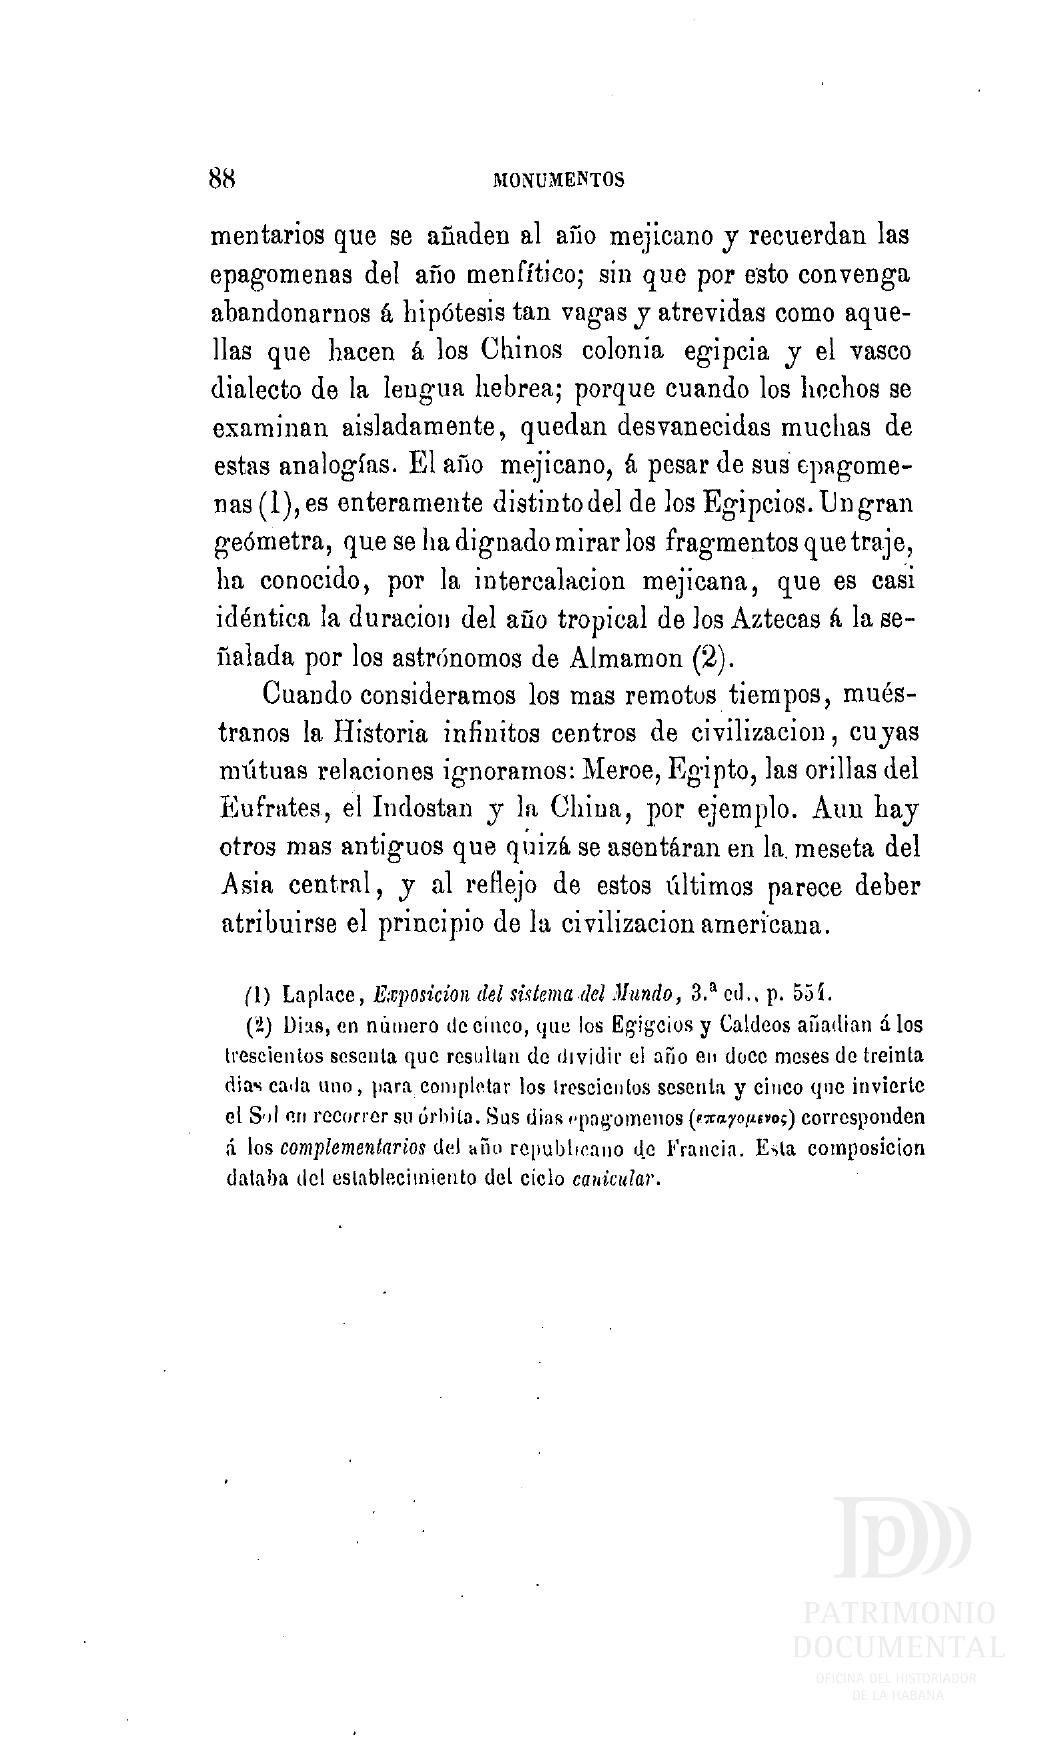 88 MONUMENTOS
mentarios que se añaden al año mejicano y recuerdan las
epagomenas del año menfítico; sin que por esto convenga
abandonarnos á hipótesis tan vagas y atrevidas como aque-
llas que hacen á los Chinos colonia egipcia y el vasco
dialecto de la lengua hebrea; porque cuando los hechos se
examinan aisladamente, quedan desvanecidas muchas de
estas analogías. El año mejicano, á pesar de sus epagome-
nas (1), es enteramente distinto del de los Egipcios. Un gran
geómetra, que se ha dignado mirar los fragmentos que traje,
ha conocido, por la intercalacion mejicana, que es casi
idéntica la duracion del año tropical de los Aztecas á la se-
ñalada por los astrónomos de Almamon (2).
Cuando consideramos los mas remotos tiempos, mués-
tranos la Historia infinitos centros de civilizacion, cuyas
mútuas relaciones ignoramos: Meroe, Egipto, las orillas del
Eufrates, el Indostan y la China, por ejemplo. Aun hay
otros mas antiguos que quizá se asentáran en la meseta del
Asia central, y al reflejo de estos últimos parece deber
atribuirse el principio de la civilizacion americana.
(1) Laplace, Exposicion del sistema del Mundo, 3.ª ed., p. 554.
(2) Dias, en número de cinco, que los Egigcios y Caldeos añadian á los
trescientos sesenta que resultan de dividir el año en doce meses de treinta
dias cada uno, para completar los trescientos sesenta y cinco que invierte
el Sol en recorrer su órbita. Sus dias epagomenos (επαγομενος) corresponden
á los complementarios del año republicano de Francia. Esta composicion
databa del establecimiento del ciclo canicular.
PATRIMONIO
DOCUMENTAL
OFICINA DEL HISTORIADOR
DE LA HABANA